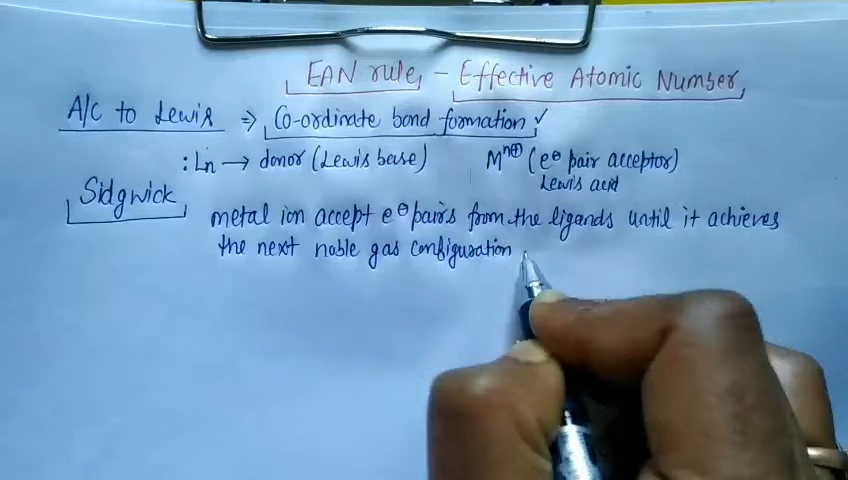 EAN rule - Effective Atomic Number
A/c to Lewis ⇒ Co-ordinate bond formation ✓
:Ln → donor (Lewis base) Mⁿ⊕ (e⊖ pair acceptor)
Lewis acid
Sidgwick
metal ion accept e⊖ pairs from the ligands until it achieves
the next noble gas configuration